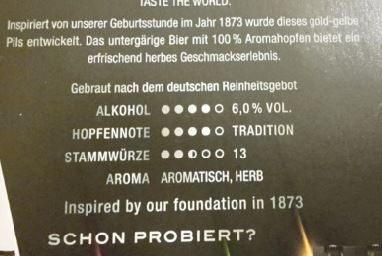 TASTE THE WORLD.
Inspiriert von unserer Geburtsstunde im Jahr 1873 wurde dieses gold-gelbe
Pils entwickelt. Das untergärige Bier mit 100 % Aromahopfen bietet ein
erfrischend herbes Geschmackserlebnis.
Gebraut nach dem deutschen Reinheitsgebot
ALKOHOL 6,0 % VOL.
HOPFENNOTE TRADITION
STAMMWÜRZE 13
AROMA AROMATISCH, HERB
Inspired by our foundation in 1873
SCHON PROBIERT?